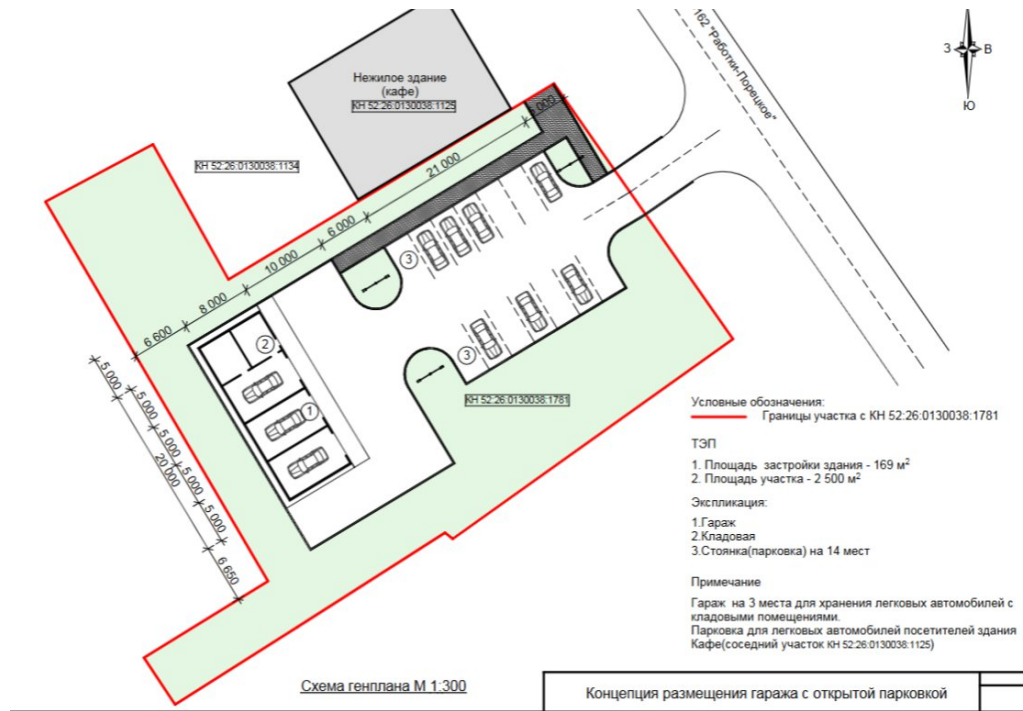 162 "Работки-Порецкое"
З
В
Ю
Нежилое здание
(кафе)
КН 52:26:0130038:1125
КН 52:26:0130038:1134
21 000
6 000
10 000
8 000
6 600
5 000
5 000
5 000
5 000
5 000
20 000
6 650
3
3
2
1
КН 52:26:0130038:1781
Условные обозначения:
Границы участка с КН 52:26:0130038:1781
ТЭП
1. Площадь застройки здания - 169 м²
2. Площадь участка - 2 500 м²
Экспликация:
1.Гараж
2.Кладовая
3.Стоянка(парковка) на 14 мест
Примечание
Гараж на 3 места для хранения легковых автомобилей с
кладовыми помещениями.
Парковка для легковых автомобилей посетителей здания
Кафе(соседний участок КН 52:26:0130038:1125)
Схема генплана М 1:300
Концепция размещения гаража с открытой парковкой